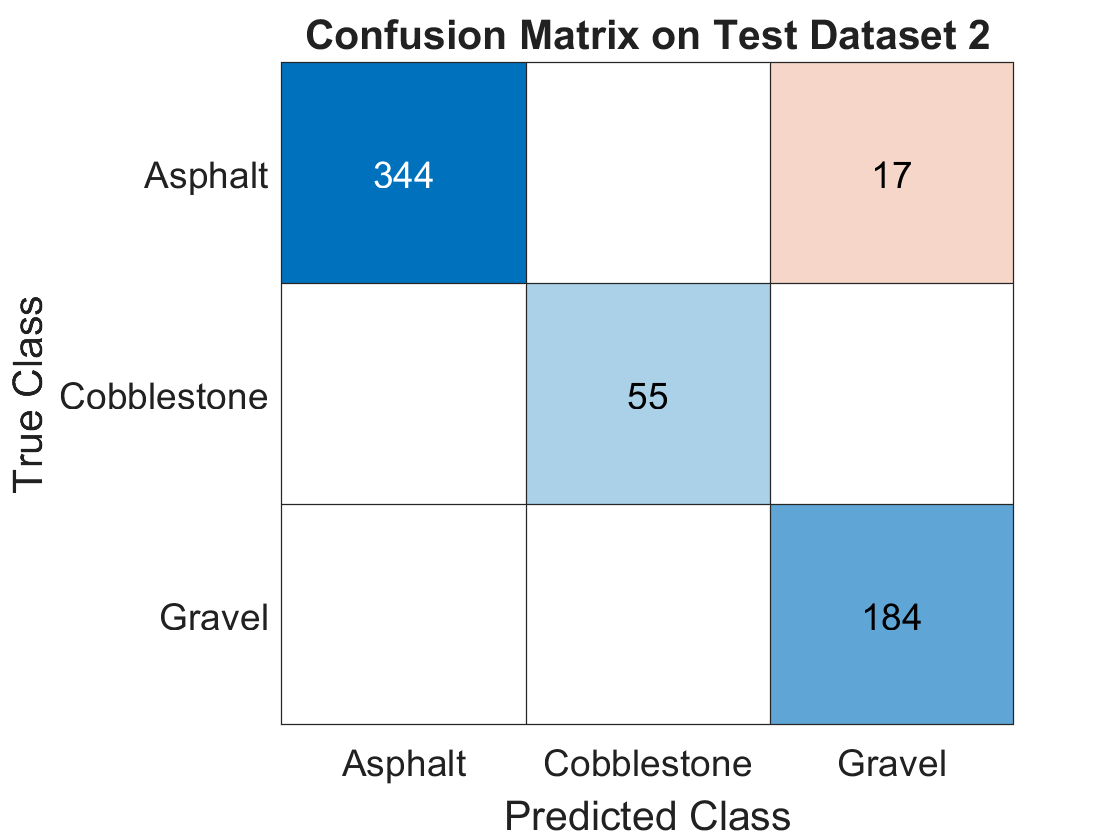 Confusion Matrix on Test Dataset 2
True Class
Asphalt 344 17
Cobblestone 55
Gravel 184
Asphalt Cobblestone Gravel
Predicted Class